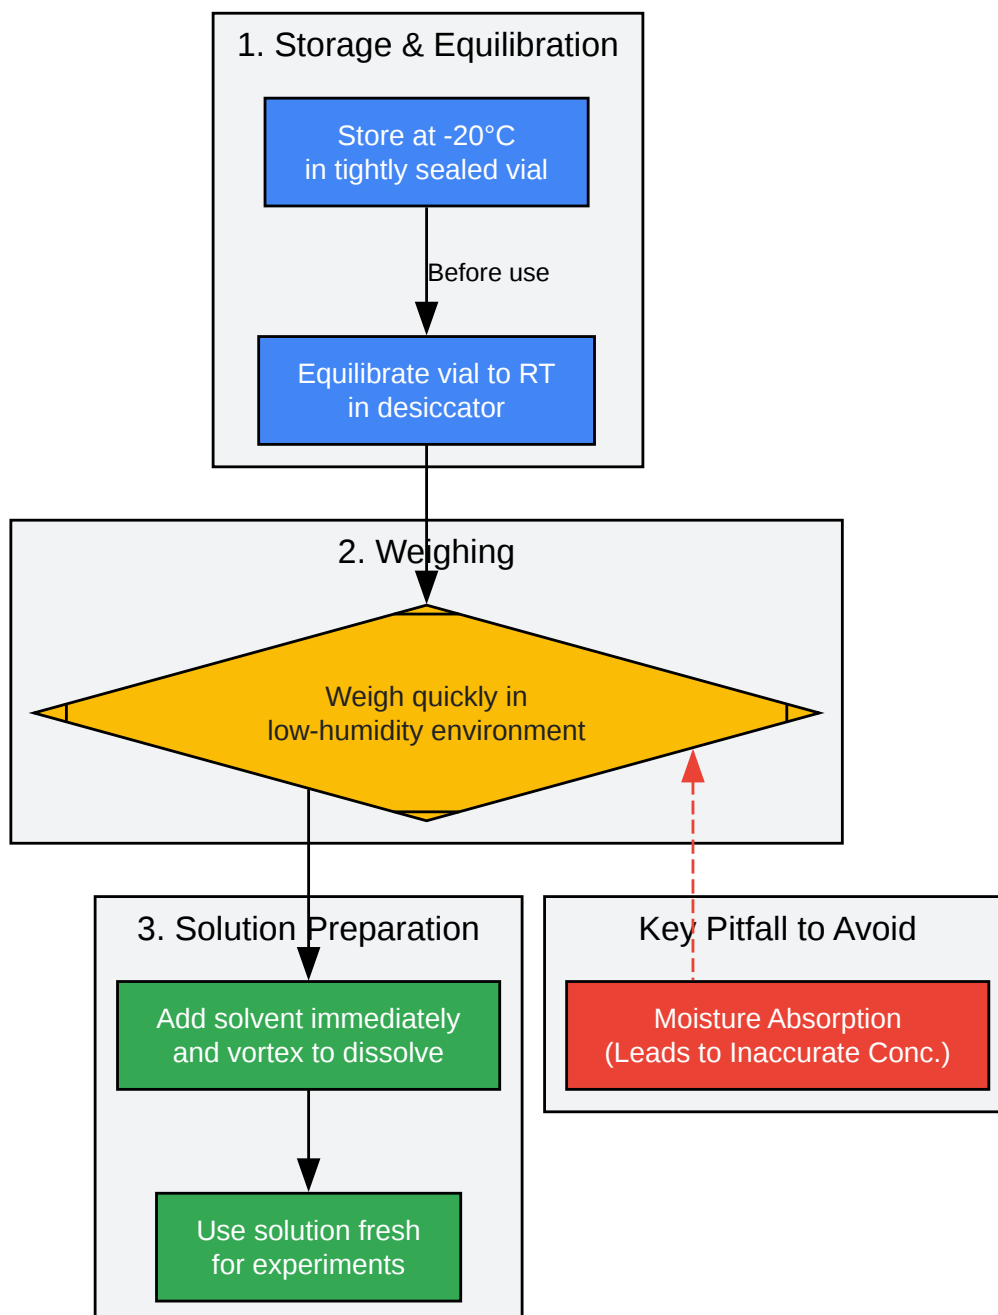 1. Storage & Equilibration
Store at -20°C
in tightly sealed vial
Before use
Equilibrate vial to RT
in desiccator
2. Weighing
Weigh quickly in
low-humidity environment
3. Solution Preparation
Add solvent immediately
and vortex to dissolve
Use solution fresh
for experiments
Key Pitfall to Avoid
Moisture Absorption
(Leads to Inaccurate Conc.)